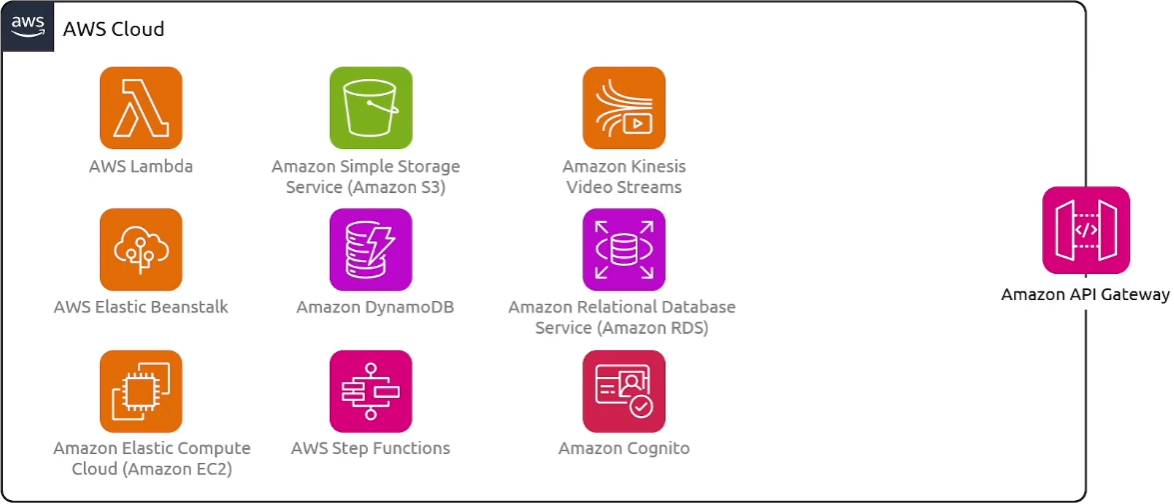 aws
AWS Cloud
AWS Lambda
Amazon Simple Storage
Service (Amazon S3)
Amazon Kinesis
Video Streams
AWS Elastic Beanstalk
Amazon DynamoDB
Amazon Relational Database
Service (Amazon RDS)
</>
Amazon API Gateway
Amazon Elastic Compute
Cloud (Amazon EC2)
AWS Step Functions
Amazon Cognito